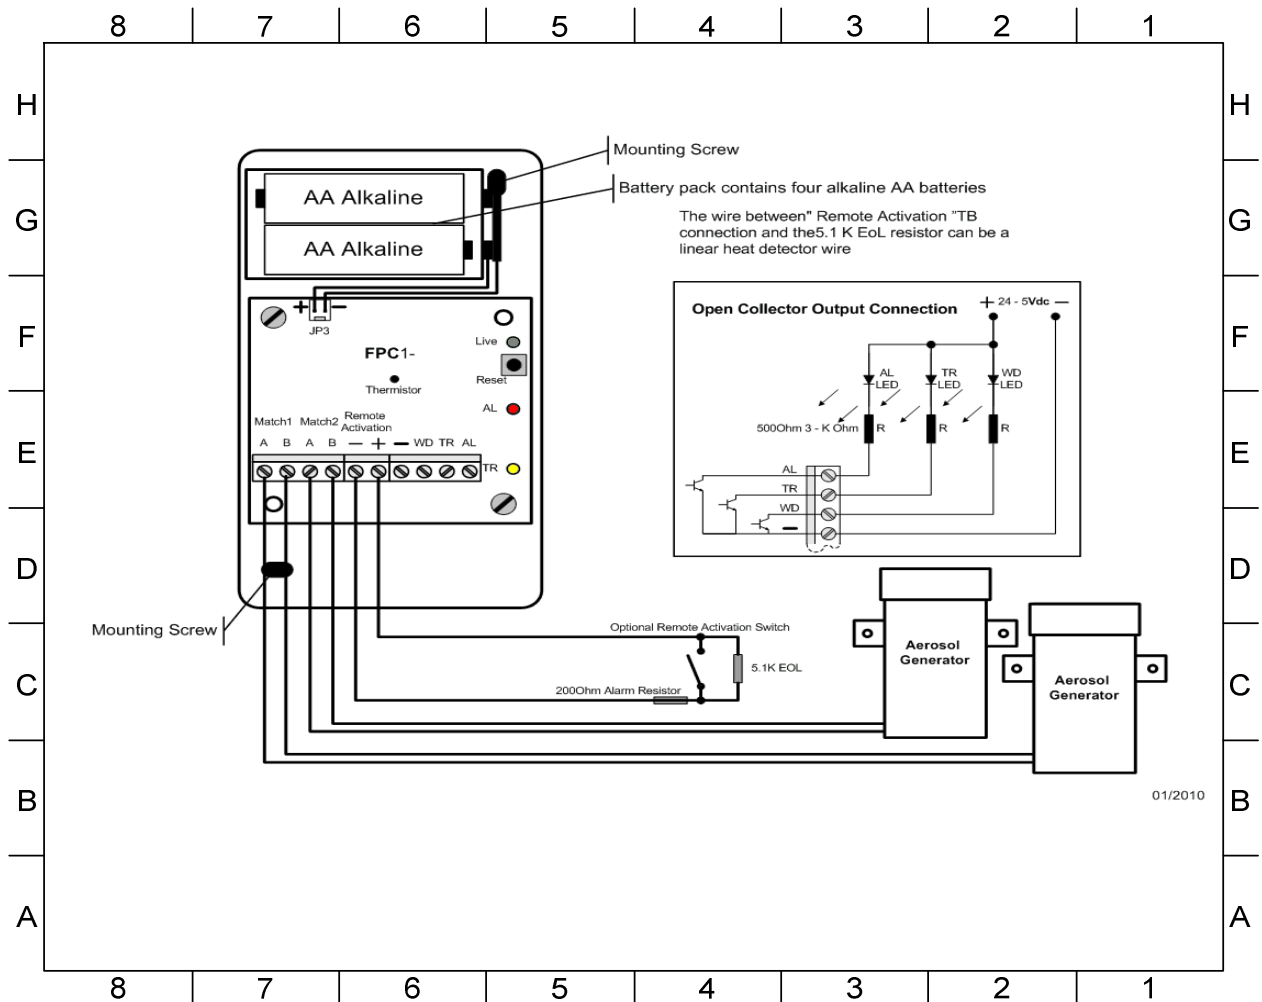 8 7 6 5 4 3 2 1
H H
Mounting Screw
AA Alkaline
Battery pack contains four alkaline AA batteries
G G
The wire between" Remote Activation "TB
connection and the5.1 K EoL resistor can be a
linear heat detector wire
AA Alkaline
+ −
JP3
Open Collector Output Connection
+ 24 - 5Vdc −
F F
Live
FPC1-
Reset
Thermistor
AL
LED
TR
LED
WD
LED
AL
Match1 Match2 Remote
Activation
500Ohm 3 - K Ohm R R R
A B A B − + − WD TR AL
E E
TR
AL
TR
WD
−
D D
Mounting Screw
Optional Remote Activation Switch
Aerosol
Generator
5.1K EOL
200Ohm Alarm Resistor
C C
Aerosol
Generator
01/2010
B B
A A
8 7 6 5 4 3 2 1